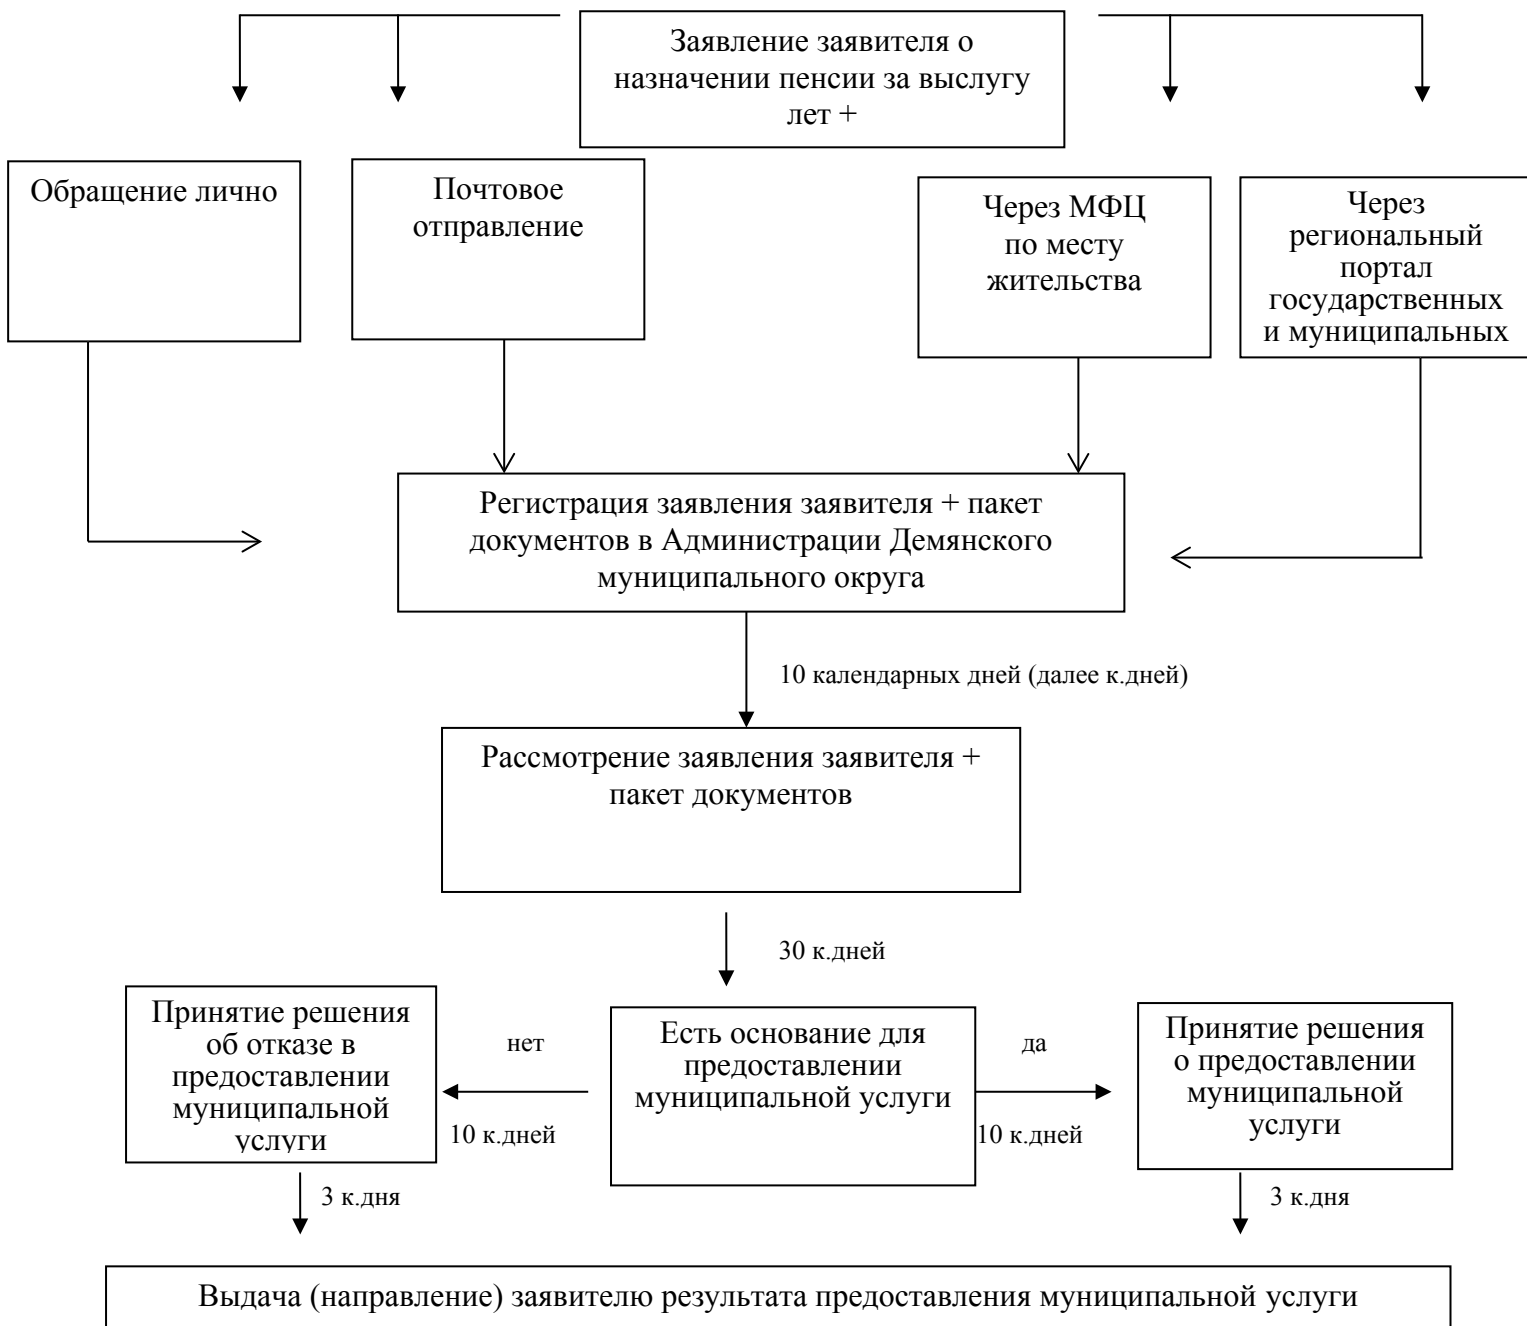 Заявление заявителя о
назначении пенсии за выслугу
лет +
Обращение лично
Почтовое
отправление
Через МФЦ
по месту
жительства
Через
региональный
портал
государственных
и муниципальных
Регистрация заявления заявителя + пакет
документов в Администрации Демянского
муниципального округа
10 календарных дней (далее к.дней)
Рассмотрение заявления заявителя +
пакет документов
30 к.дней
Принятие решения
об отказе в
предоставлении
муниципальной
услуги
нет
10 к.дней
Есть основание для
предоставлении
муниципальной услуги
да
10 к.дней
Принятие решения
о предоставлении
муниципальной
услуги
3 к.дня
3 к.дня
Выдача (направление) заявителю результата предоставления муниципальной услуги